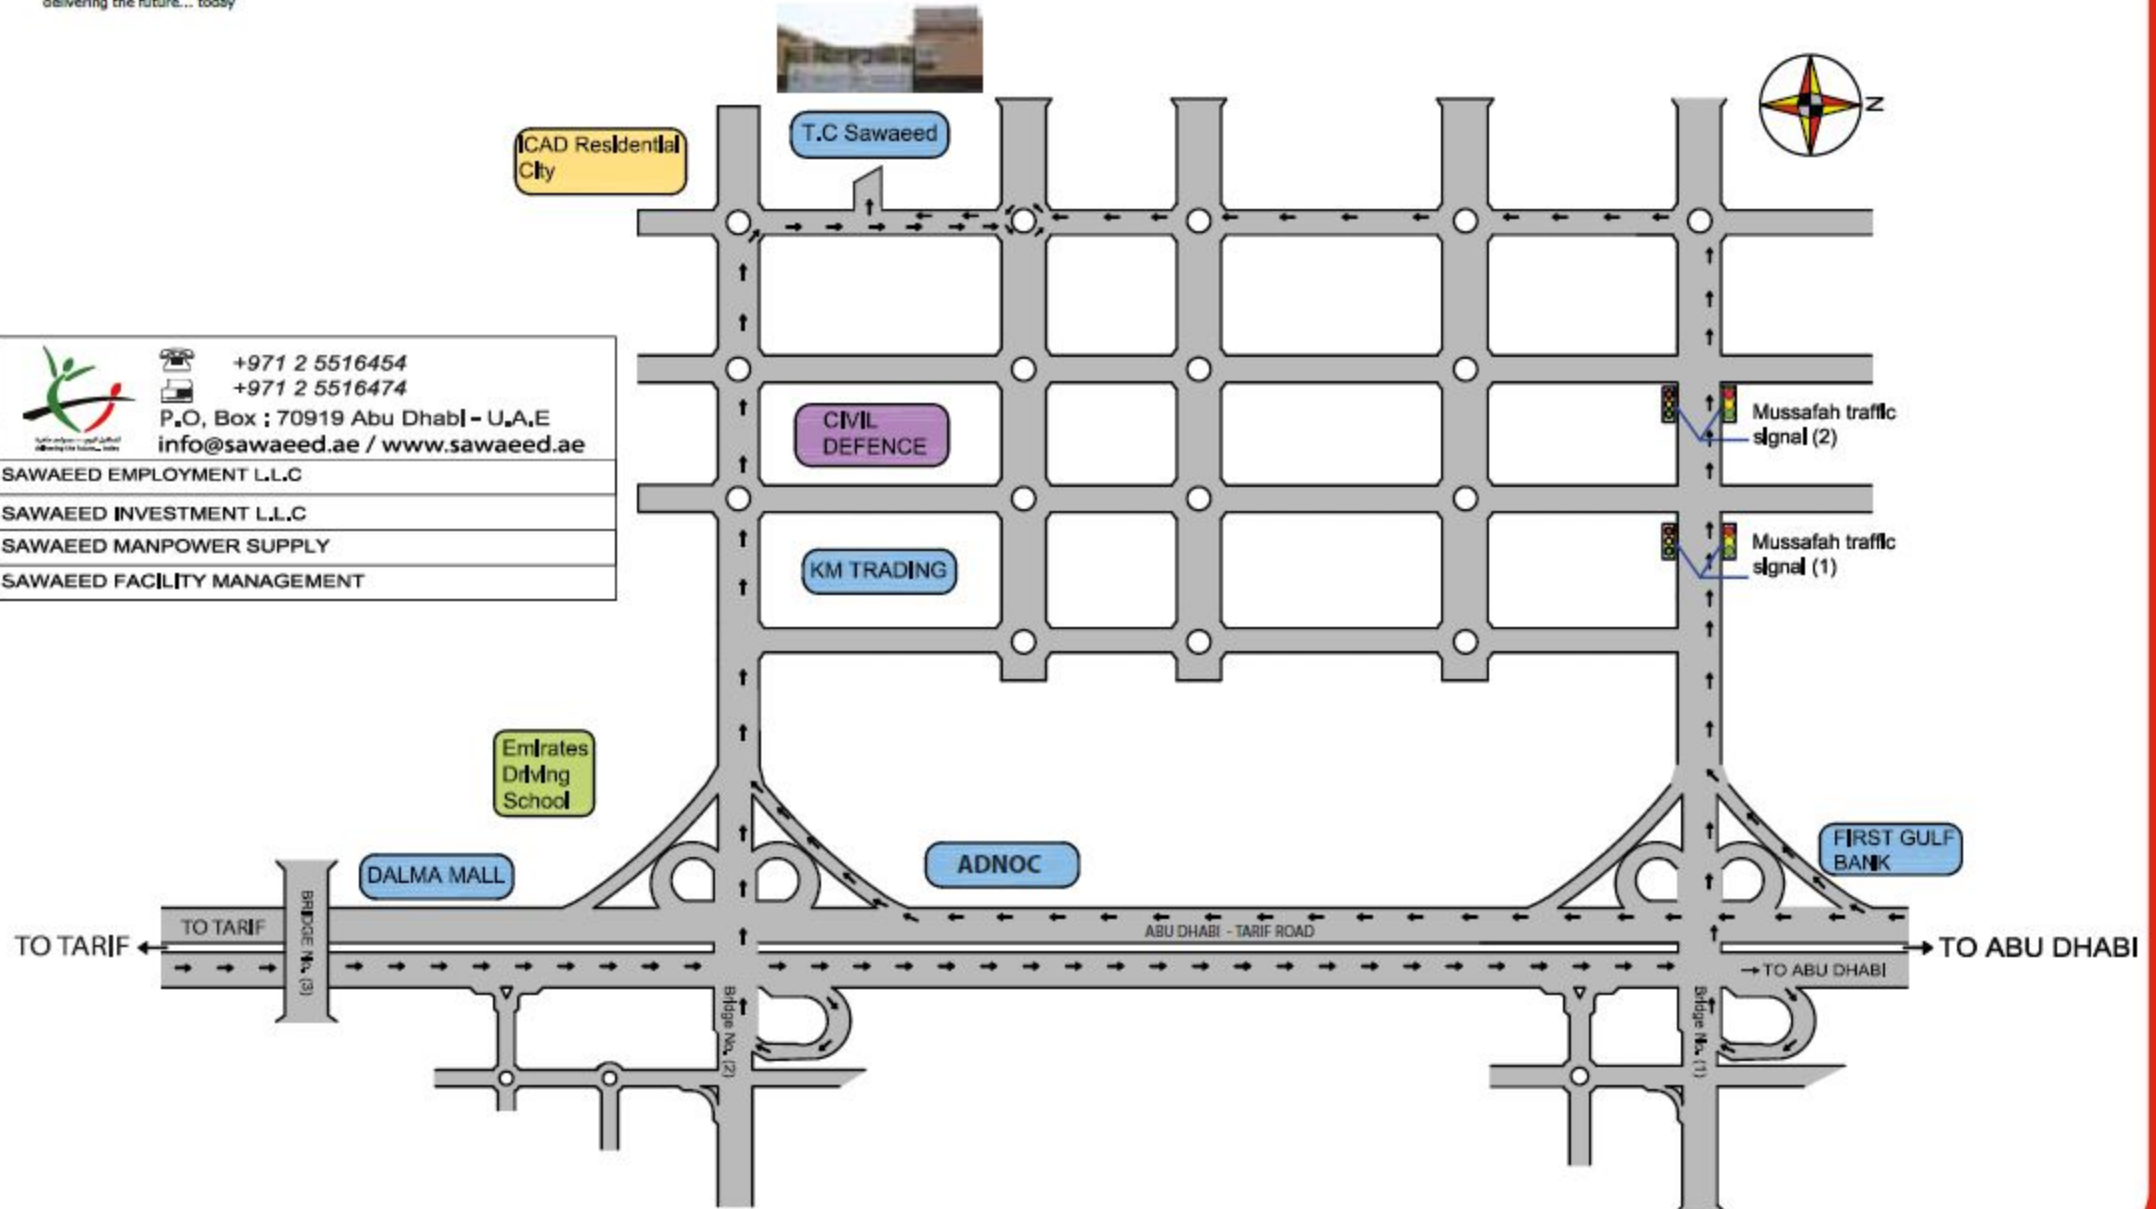 delivering the future... today
T.C Sawaeed
N
ICAD Residential
City
+971 2 5516454
+971 2 5516474
P.O, Box : 70919 Abu Dhabi - U.A.E
info@sawaeed.ae / www.sawaeed.ae
SAWAEED EMPLOYMENT L.L.C
SAWAEED INVESTMENT L.L.C
SAWAEED MANPOWER SUPPLY
SAWAEED FACILITY MANAGEMENT
CIVIL
DEFENCE
Mussafah traffic
signal (2)
KM TRADING
Mussafah traffic
signal (1)
Emirates
Driving
School
DALMA MALL
ADNOC
FIRST GULF
BANK
TO TARIF
TO TARIF
BRIDGE No. (3)
ABU DHABI - TARIF ROAD
TO ABU DHABI
TO ABU DHABI
Bridge No. (2)
Bridge No. (1)